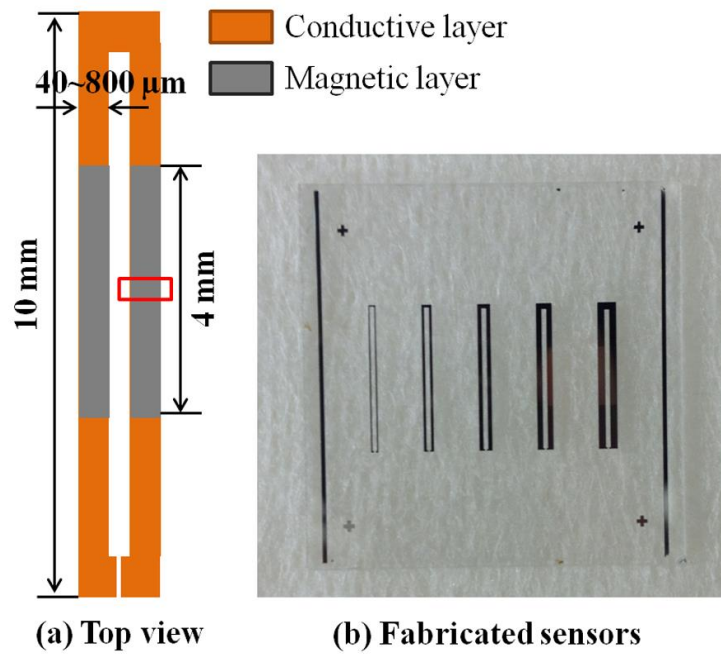 Conductive layer
Magnetic layer
40~800 μm
10 mm
4 mm
(a) Top view
(b) Fabricated sensors